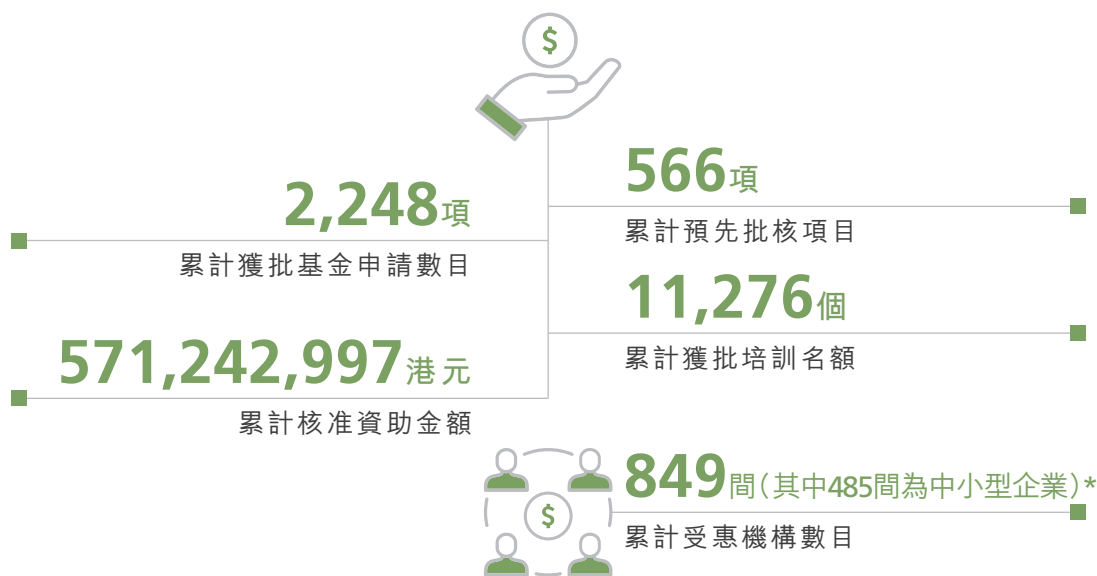 $
566項
累計預先批核項目
2,248項
累計獲批基金申請數目
11,276個
累計獲批培訓名額
571,242,997港元
累計核准資助金額
849間(其中485間為中小型企業)*
$
累計受惠機構數目